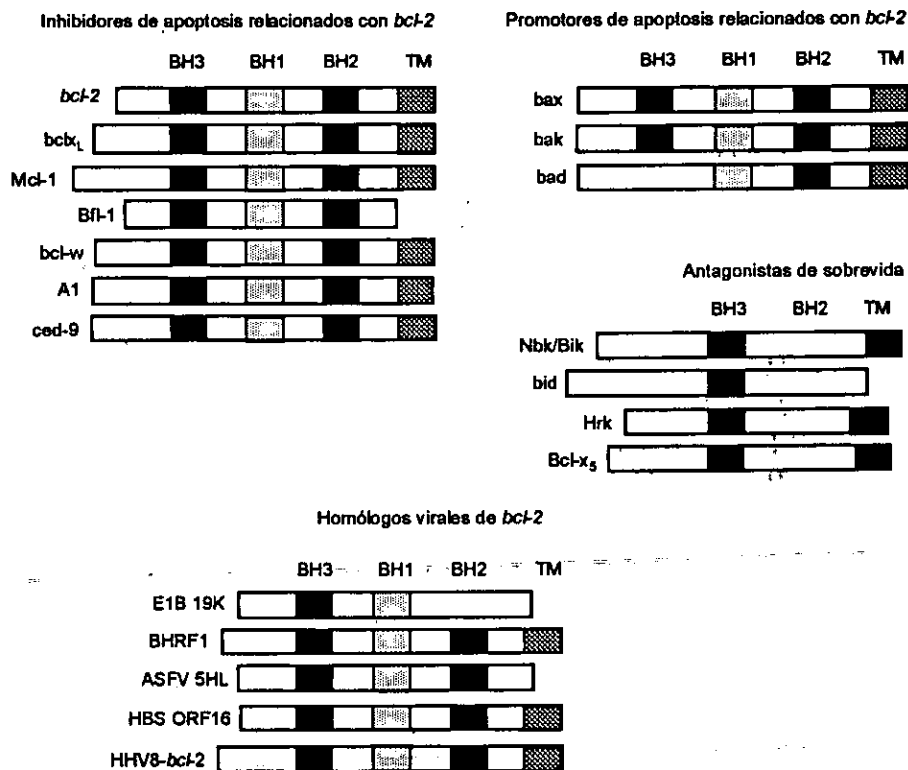 Inhibidores de apoptosis relacionados con bcl-2
BH3 BH1 BH2 TM
bcl-2
bclxL
Mcl-1
Bfl-1
bcl-w
A1
ced-9
Promotores de apoptosis relacionados con bcl-2
BH3 BH1 BH2 TM
bax
bak
bad
Antagonistas de sobrevida
BH3 BH2 TM
Nbk/Bik
bid
Hrk
Bcl-x5
Homólogos virales de bcl-2
BH3 BH1 BH2 TM
E1B 19K
BHRF1
ASFV 5HL
HBS ORF16
HHV8-bcl-2